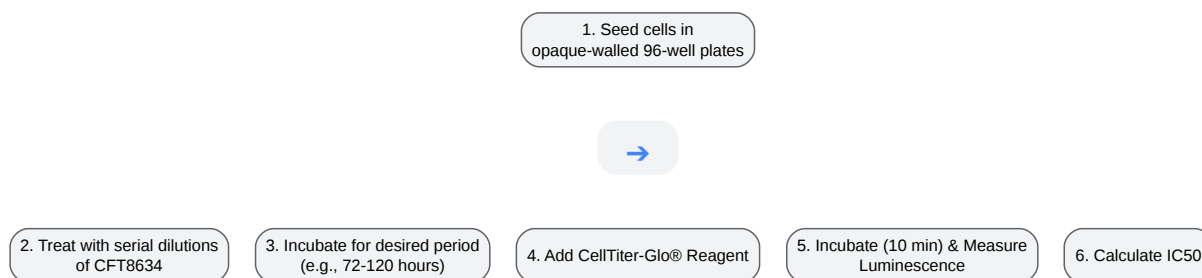 1. Seed cells in
opaque-walled 96-well plates
➔
2. Treat with serial dilutions
of CFT8634
3. Incubate for desired period
(e.g., 72-120 hours)
4. Add CellTiter-Glo® Reagent
5. Incubate (10 min) & Measure
Luminescence
6. Calculate IC50